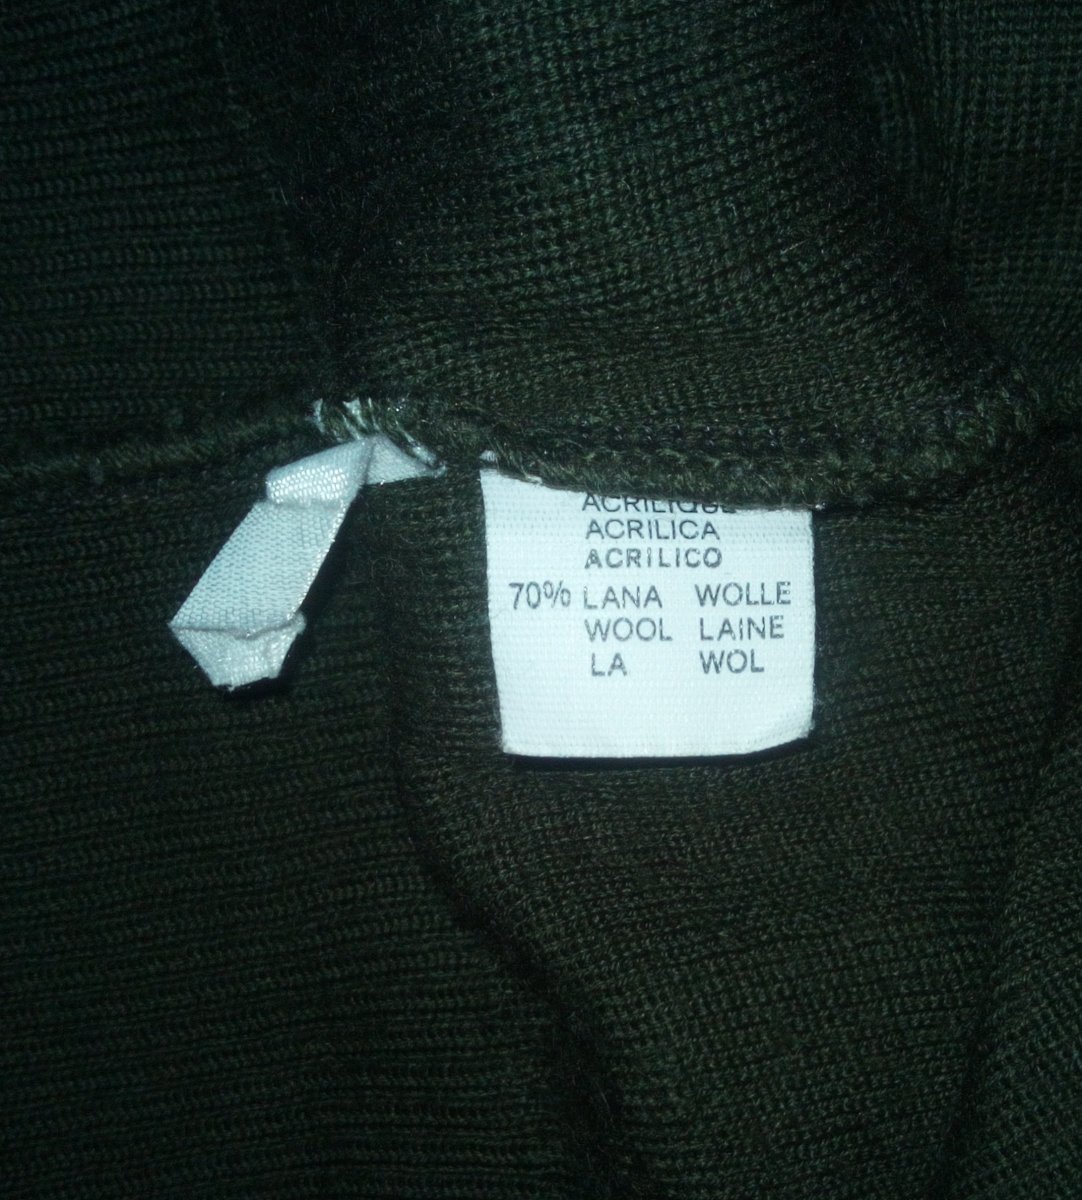 ACRILIQUE
ACRILICA
ACRILICO
70% LANA WOLLE
WOOL LAINE
LA WOL